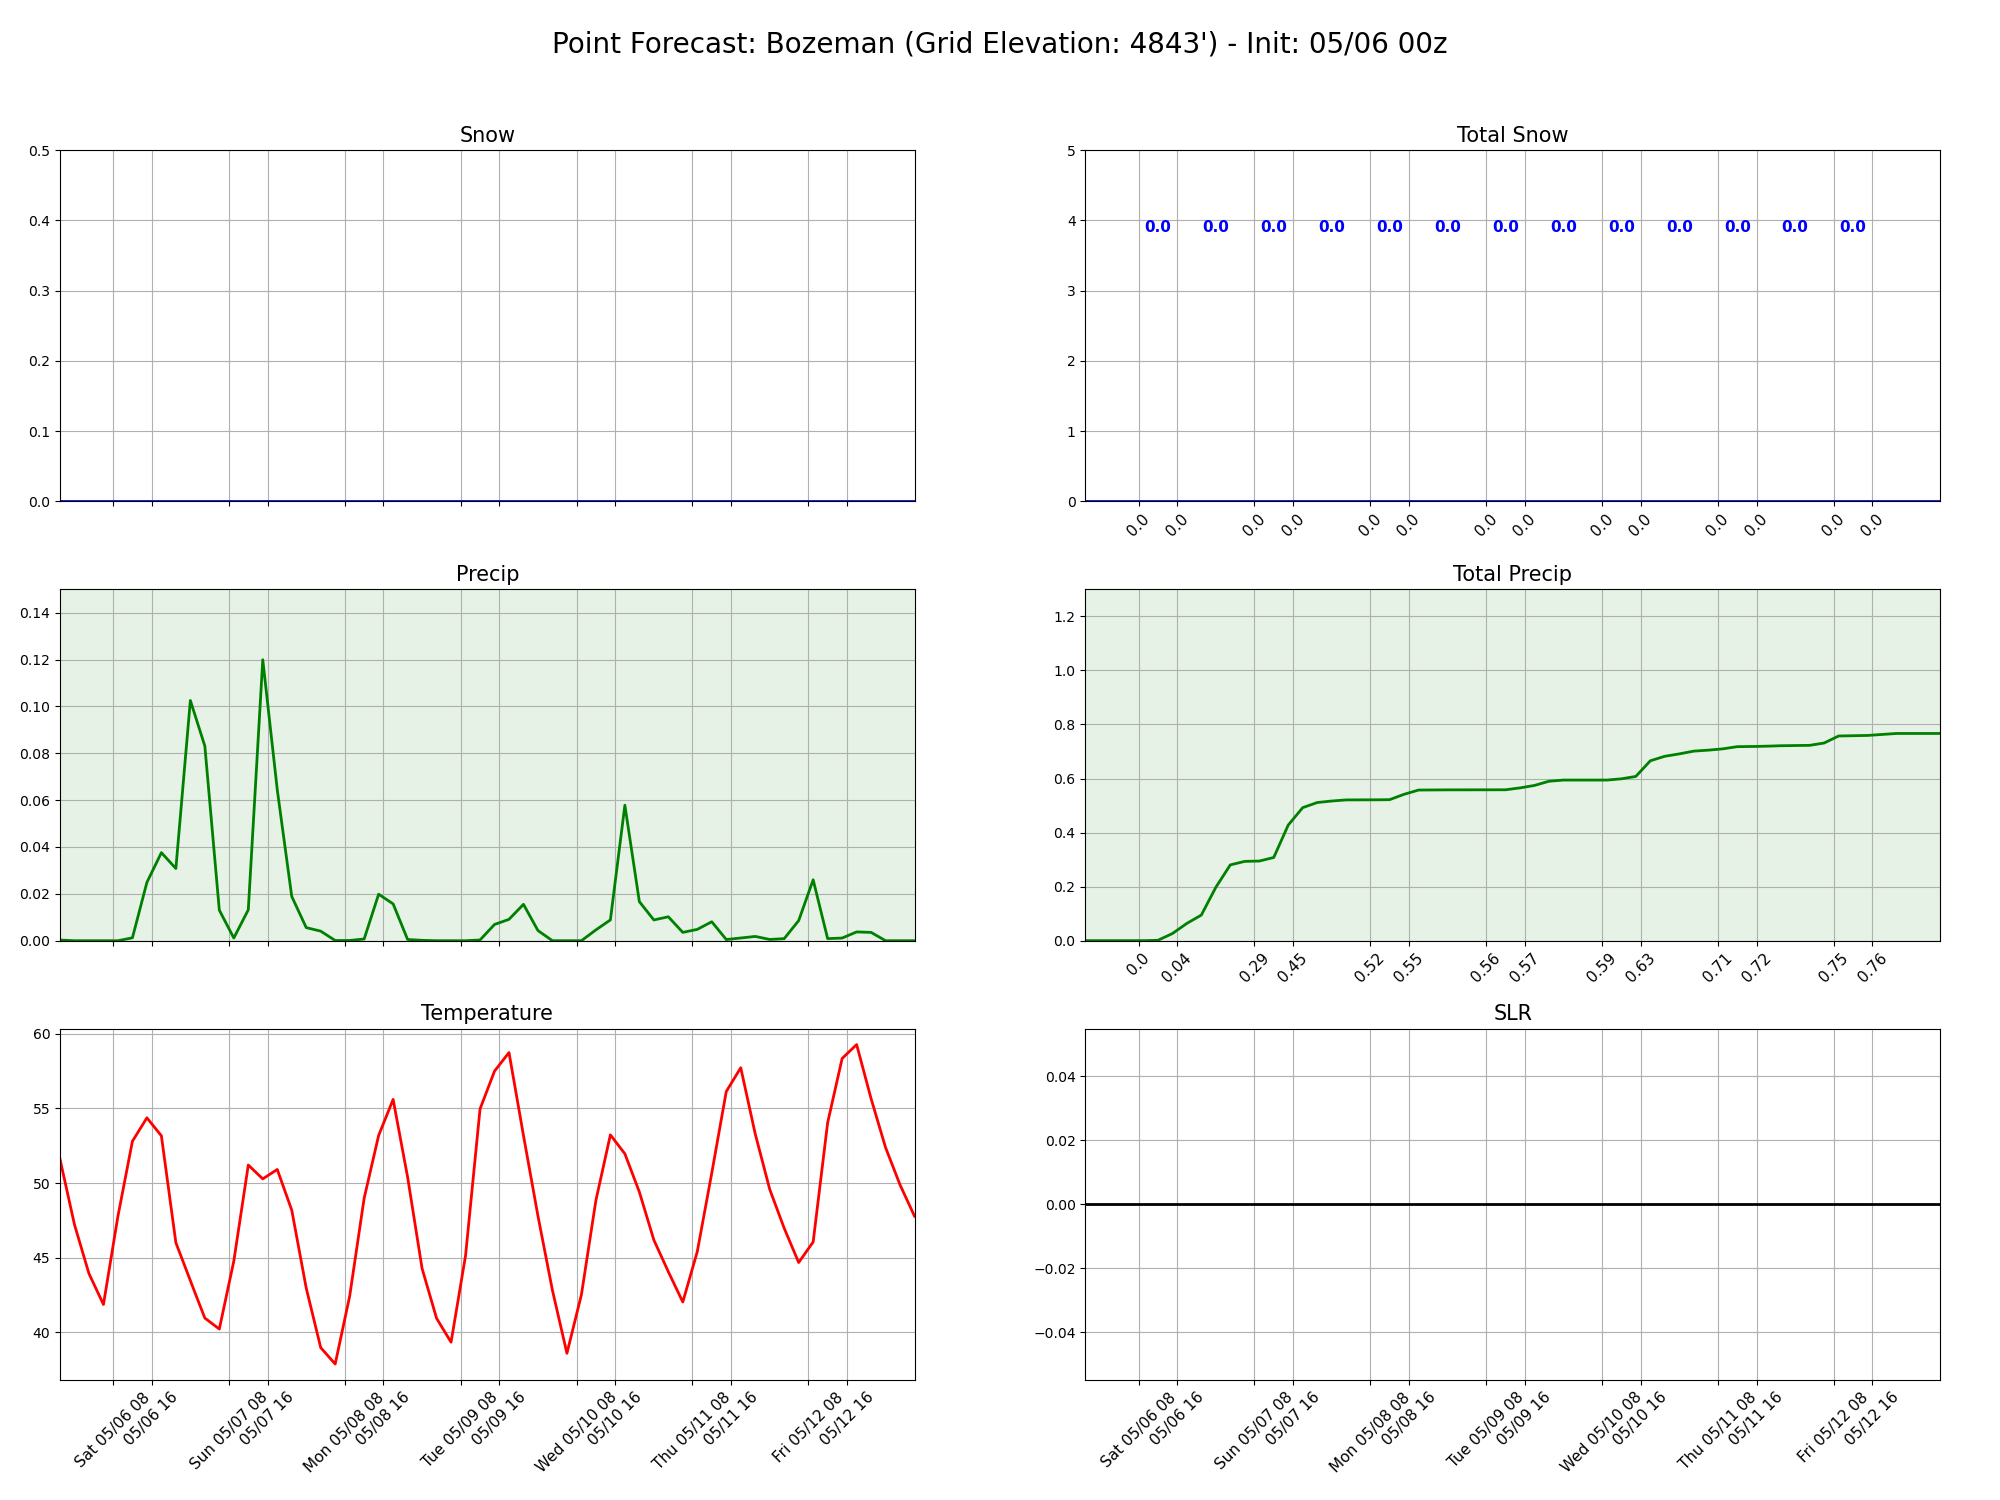 Point Forecast: Bozeman (Grid Elevation: 4843') - Init: 05/06 00z
Snow
0.5
0.4
0.3
0.2
0.1
0.0
Total Snow
5
4
3
2
1
0
0.0 0.0 0.0 0.0 0.0 0.0 0.0 0.0 0.0 0.0 0.0 0.0 0.0
0.0 0.0 0.0 0.0 0.0 0.0 0.0 0.0 0.0 0.0 0.0 0.0 0.0 0.0
Precip
0.14
0.12
0.10
0.08
0.06
0.04
0.02
0.00
Total Precip
1.2
1.0
0.8
0.6
0.4
0.2
0.0
0.0 0.04 0.29 0.45 0.52 0.55 0.56 0.57 0.59 0.63 0.71 0.72 0.75 0.76
Temperature
60
55
50
45
40
Sat 05/06 08
05/06 16
Sun 05/07 08
05/07 16
Mon 05/08 08
05/08 16
Tue 05/09 08
05/09 16
Wed 05/10 08
05/10 16
Thu 05/11 08
05/11 16
Fri 05/12 08
05/12 16
SLR
0.04
0.02
0.00
−0.02
−0.04
Sat 05/06 08
05/06 16
Sun 05/07 08
05/07 16
Mon 05/08 08
05/08 16
Tue 05/09 08
05/09 16
Wed 05/10 08
05/10 16
Thu 05/11 08
05/11 16
Fri 05/12 08
05/12 16